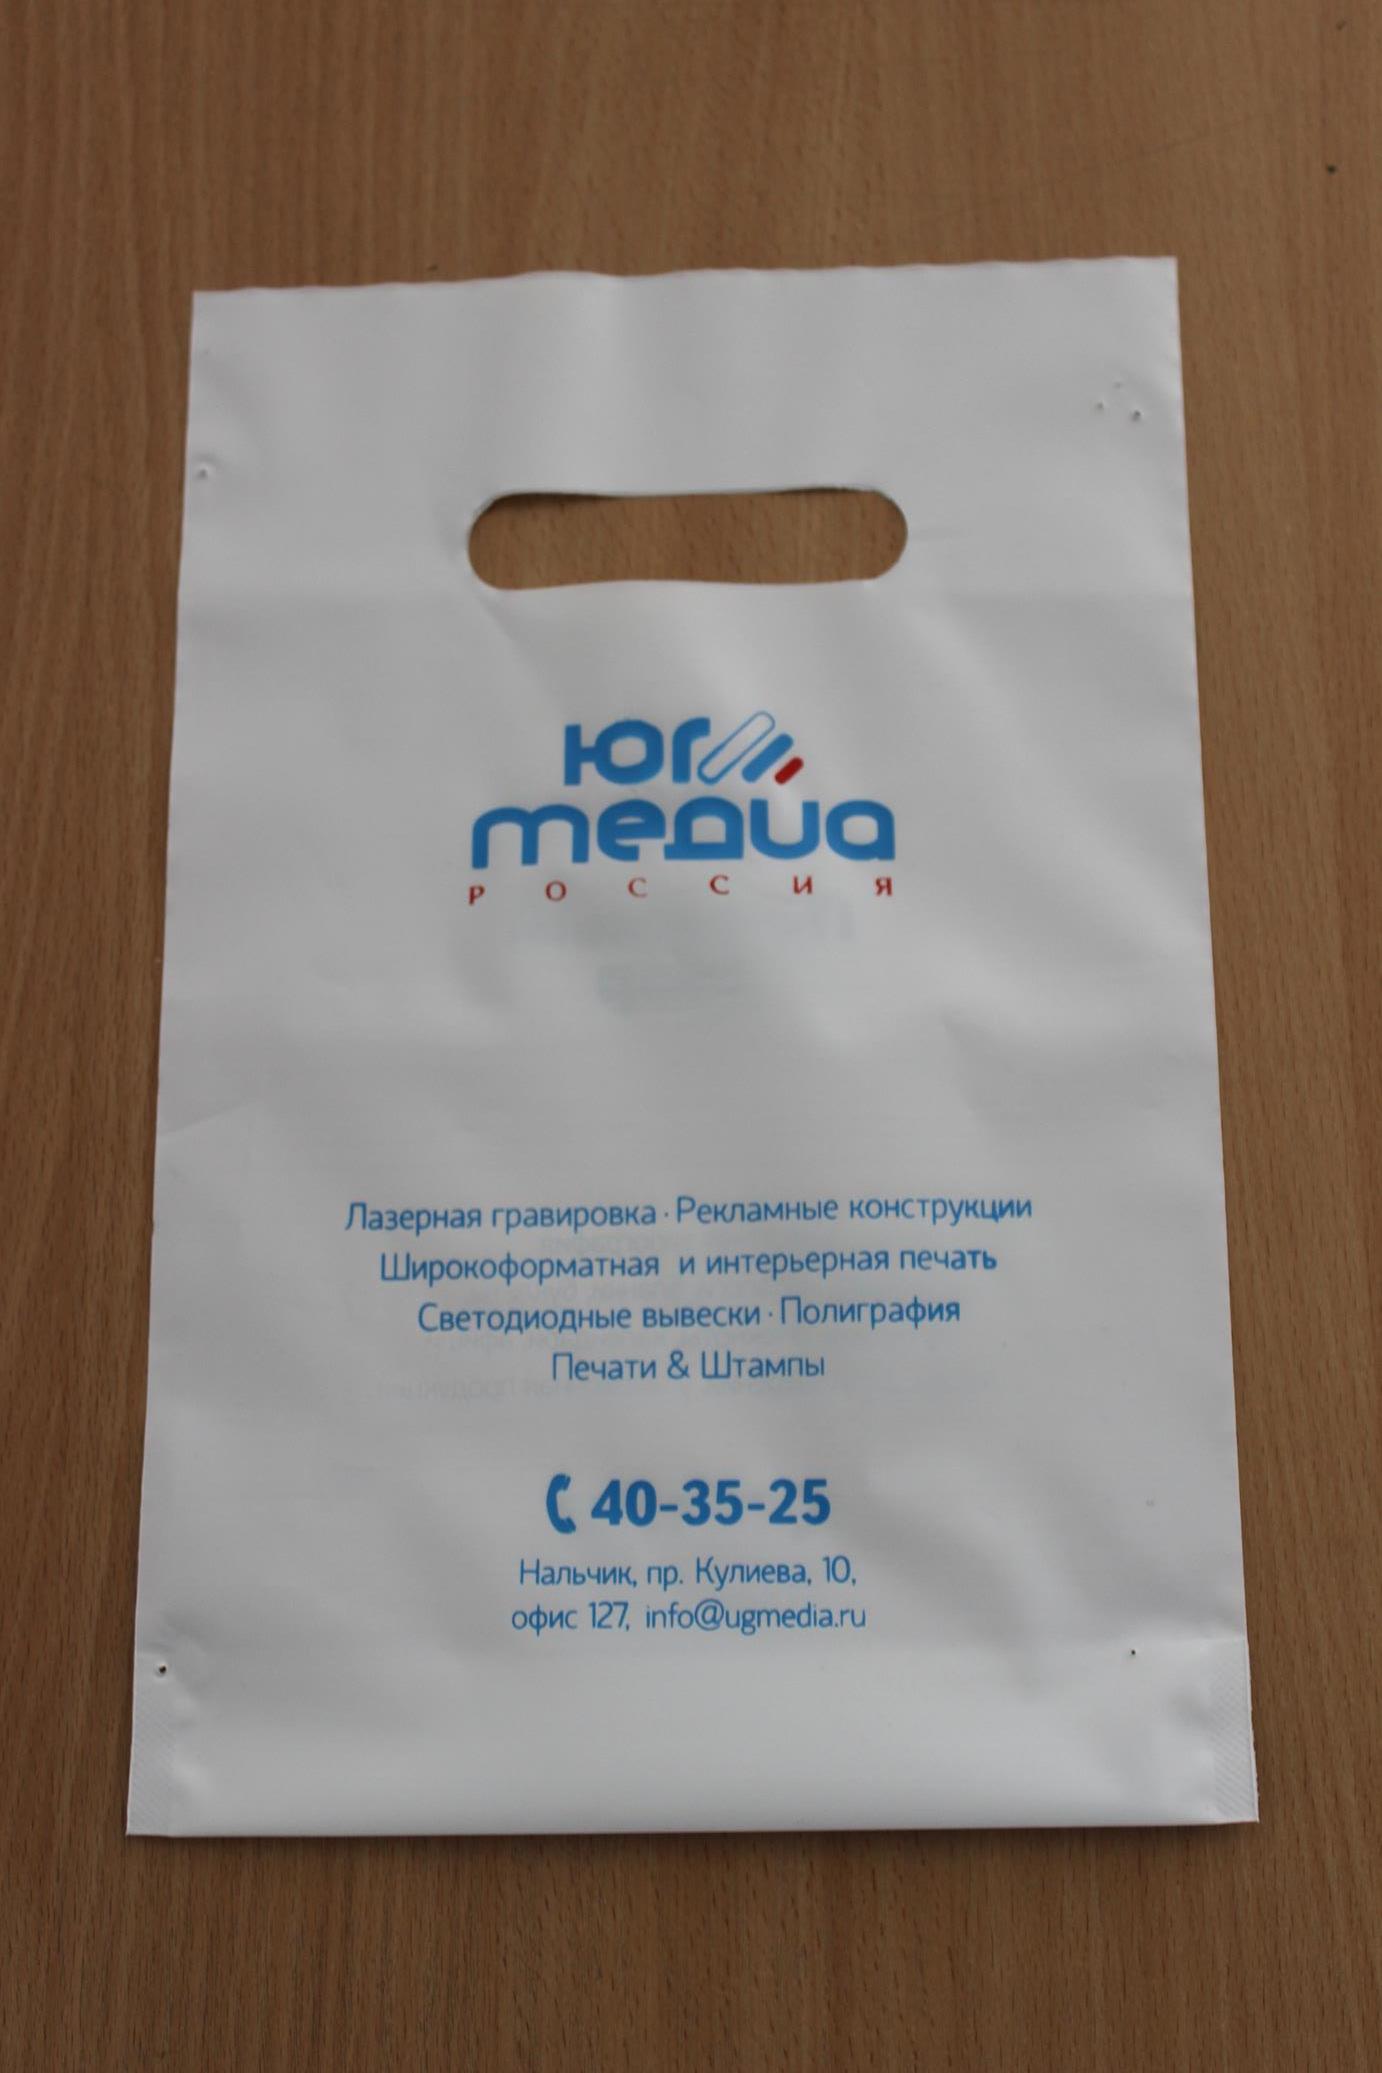 Юг
медиа
РОССИЯ
Лазерная гравировка · Рекламные конструкции
Широкоформатная и интерьерная печать
Светодиодные вывески · Полиграфия
Печати & Штампы
40-35-25
Нальчик, пр. Кулиева, 10,
офис 127, info@ugmedia.ru